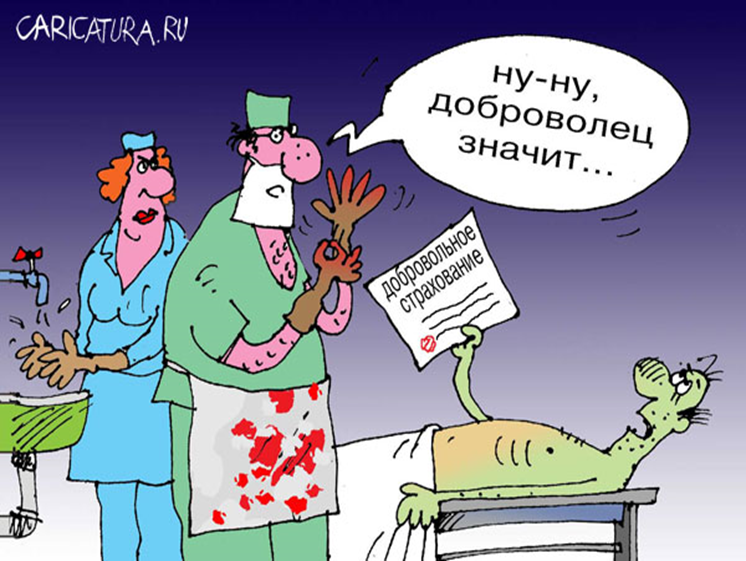 CARICATURA.RU
ну-ну,
доброволец
значит...
добровольное
страхование